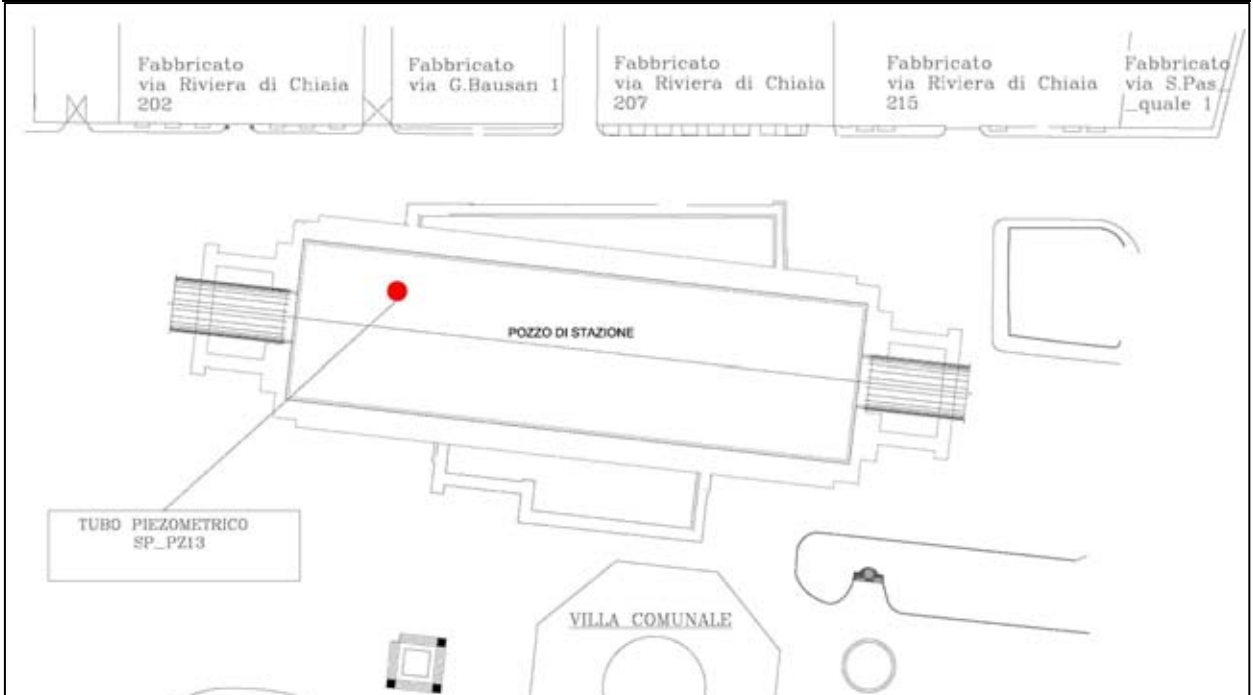 Fabbricato
via Riviera di Chiaia
202
Fabbricato
via G.Bausan 1
Fabbricato
via Riviera di Chiaia
207
Fabbricato
via Riviera di Chiaia
215
Fabbricato
via S.Pas_
_quale 1
POZZO DI STAZIONE
TUBO PIEZOMETRICO
SP_PZ13
VILLA COMUNALE